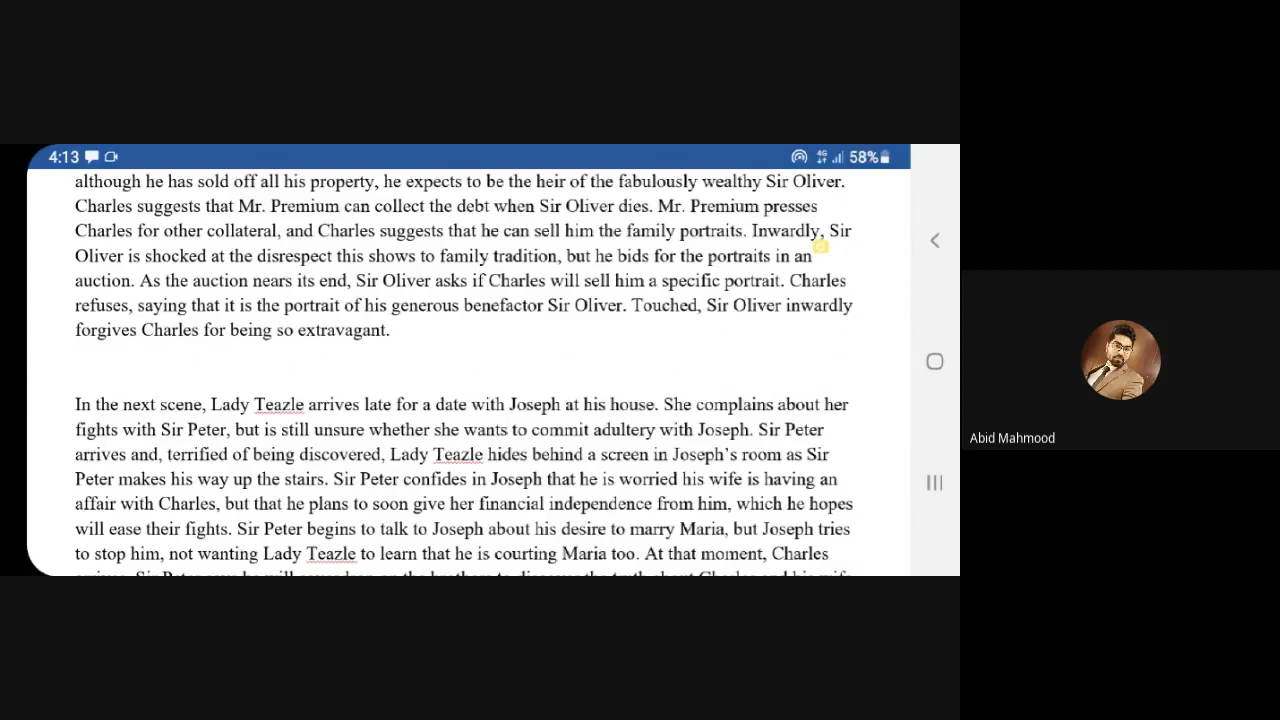 4:13
4G 58%
although he has sold off all his property, he expects to be the heir of the fabulously wealthy Sir Oliver.
Charles suggests that Mr. Premium can collect the debt when Sir Oliver dies. Mr. Premium presses
Charles for other collateral, and Charles suggests that he can sell him the family portraits. Inwardly, Sir
Oliver is shocked at the disrespect this shows to family tradition, but he bids for the portraits in an
auction. As the auction nears its end, Sir Oliver asks if Charles will sell him a specific portrait. Charles
refuses, saying that it is the portrait of his generous benefactor Sir Oliver. Touched, Sir Oliver inwardly
forgives Charles for being so extravagant.
In the next scene, Lady Teazle arrives late for a date with Joseph at his house. She complains about her
fights with Sir Peter, but is still unsure whether she wants to commit adultery with Joseph. Sir Peter
arrives and, terrified of being discovered, Lady Teazle hides behind a screen in Joseph's room as Sir
Peter makes his way up the stairs. Sir Peter confides in Joseph that he is worried his wife is having an
affair with Charles, but that he plans to soon give her financial independence from him, which he hopes
will ease their fights. Sir Peter begins to talk to Joseph about his desire to marry Maria, but Joseph tries
to stop him, not wanting Lady Teazle to learn that he is courting Maria too. At that moment, Charles
Abid Mahmood